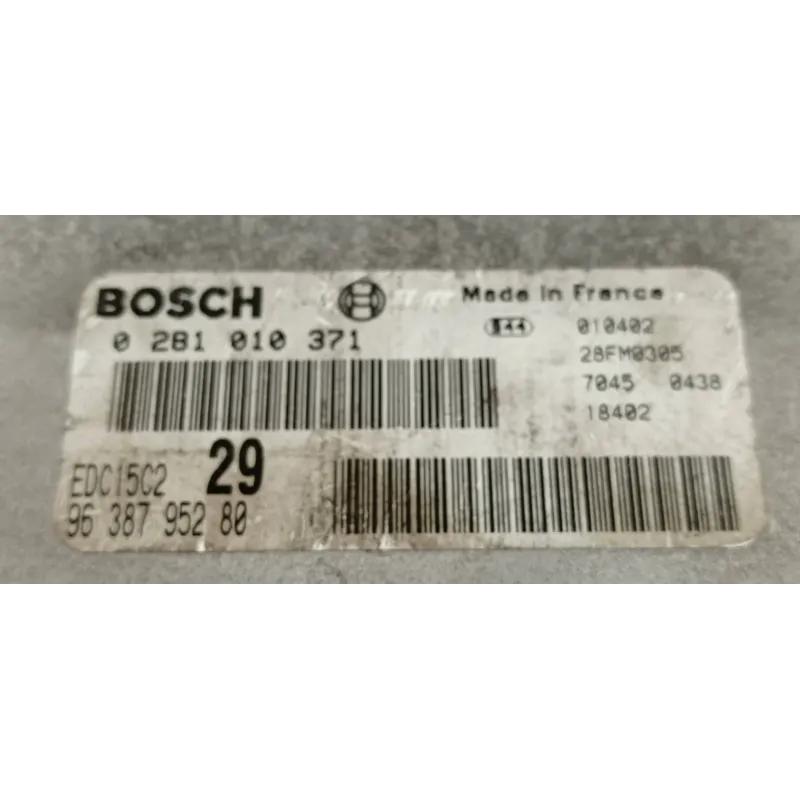 BOSCH
Made in France
0 281 010 371
010402
28FM0305
7045 0438
18402
EDC15C2 29
96 387 952 80